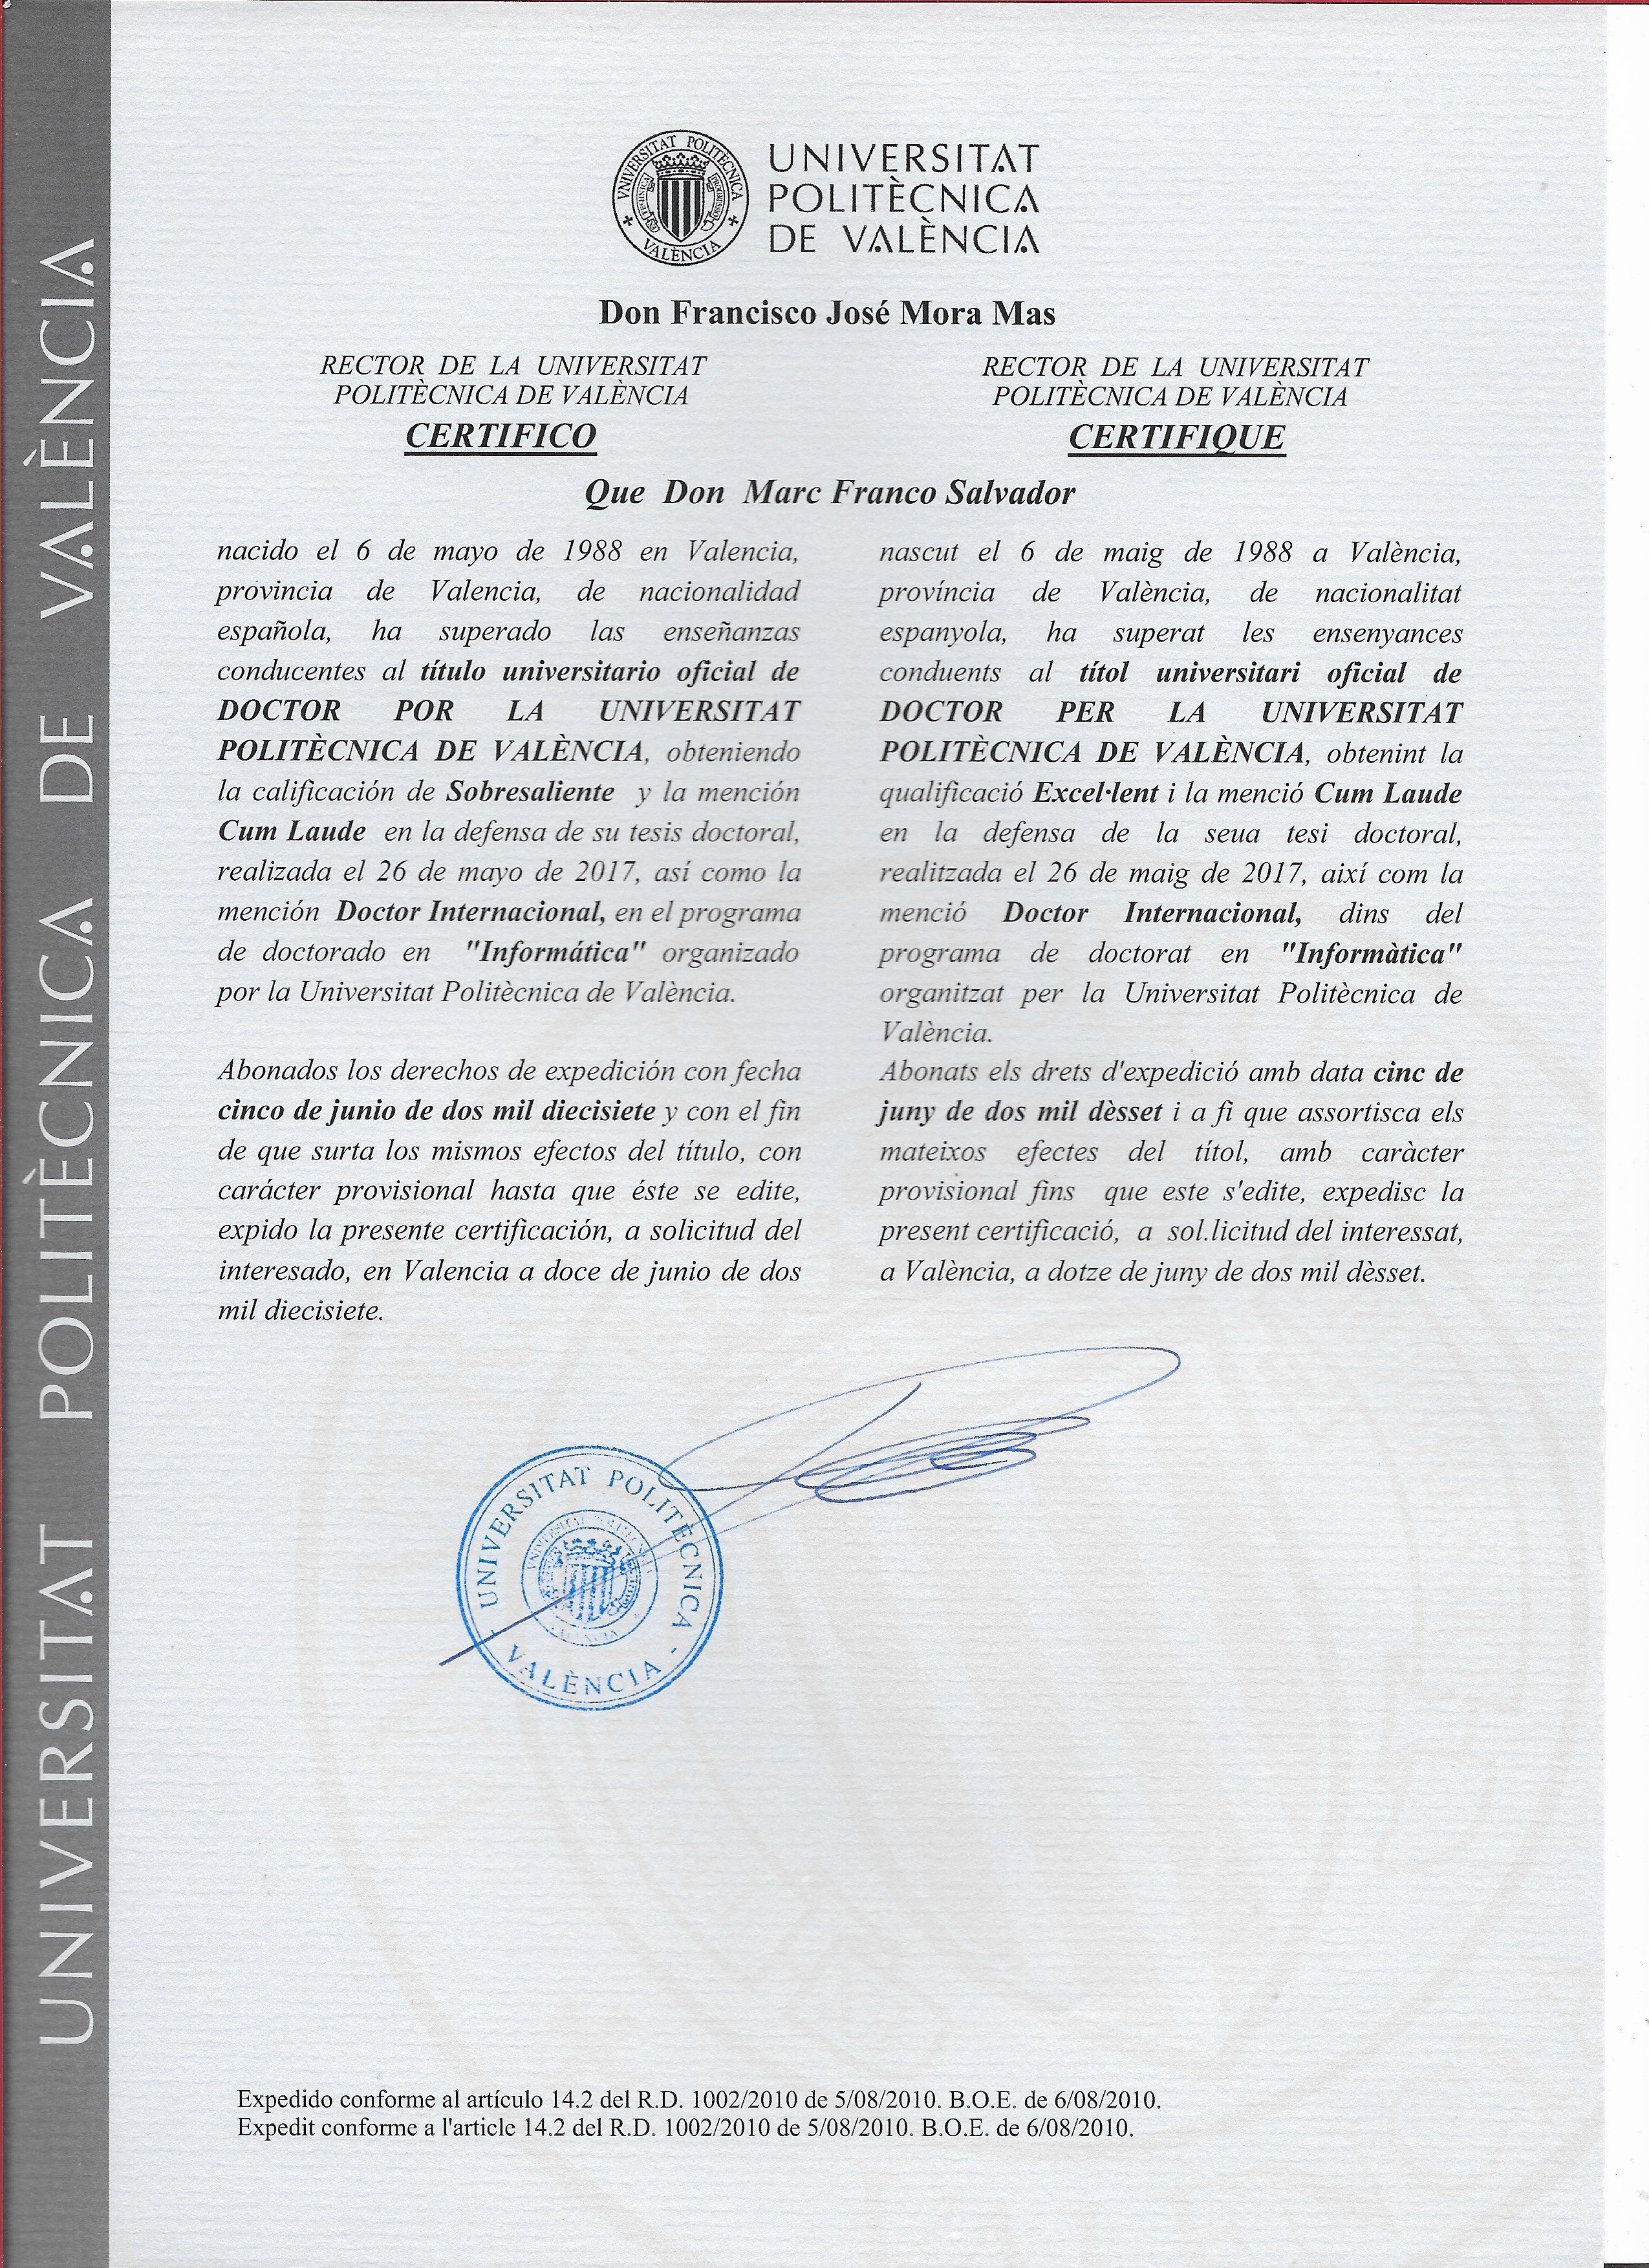 UNIVERSITAT POLITÈCNICA DE VALÈNCIA
UNIVERSITAT POLITÈCNICA
VALÈNCIA
UNIVERSITAT
POLITÈCNICA
DE VALÈNCIA
Don Francisco José Mora Mas
RECTOR DE LA UNIVERSITAT
POLITÈCNICA DE VALÈNCIA
CERTIFICO
RECTOR DE LA UNIVERSITAT
POLITÈCNICA DE VALÈNCIA
CERTIFIQUE
Que Don Marc Franco Salvador
nacido el 6 de mayo de 1988 en Valencia,
provincia de Valencia, de nacionalidad
española, ha superado las enseñanzas
conducentes al título universitario oficial de
DOCTOR POR LA UNIVERSITAT
POLITÈCNICA DE VALÈNCIA, obteniendo
la calificación de Sobresaliente y la mención
Cum Laude en la defensa de su tesis doctoral,
realizada el 26 de mayo de 2017, así como la
mención Doctor Internacional, en el programa
de doctorado en "Informática" organizado
por la Universitat Politècnica de València.
Abonados los derechos de expedición con fecha
cinco de junio de dos mil diecisiete y con el fin
de que surta los mismos efectos del título, con
carácter provisional hasta que éste se edite,
expido la presente certificación, a solicitud del
interesado, en Valencia a doce de junio de dos
mil diecisiete.
nascut el 6 de maig de 1988 a València,
província de València, de nacionalitat
espanyola, ha superat les ensenyances
conduents al títol universitari oficial de
DOCTOR PER LA UNIVERSITAT
POLITÈCNICA DE VALÈNCIA, obtenint la
qualificació Excel·lent i la menció Cum Laude
en la defensa de la seua tesi doctoral,
realitzada el 26 de maig de 2017, així com la
menció Doctor Internacional, dins del
programa de doctorat en "Informàtica"
organitzat per la Universitat Politècnica de
València.
Abonats els drets d'expedició amb data cinc de
juny de dos mil dèsset i a fi que assortisca els
mateixos efectes del títol, amb caràcter
provisional fins que este s'edite, expedisc la
present certificació, a sol.licitud del interessat,
a València, a dotze de juny de dos mil dèsset.
UNIVERSITAT POLITÈCNICA
VALÈNCIA
Expedido conforme al artículo 14.2 del R.D. 1002/2010 de 5/08/2010. B.O.E. de 6/08/2010.
Expedit conforme a l'article 14.2 del R.D. 1002/2010 de 5/08/2010. B.O.E. de 6/08/2010.